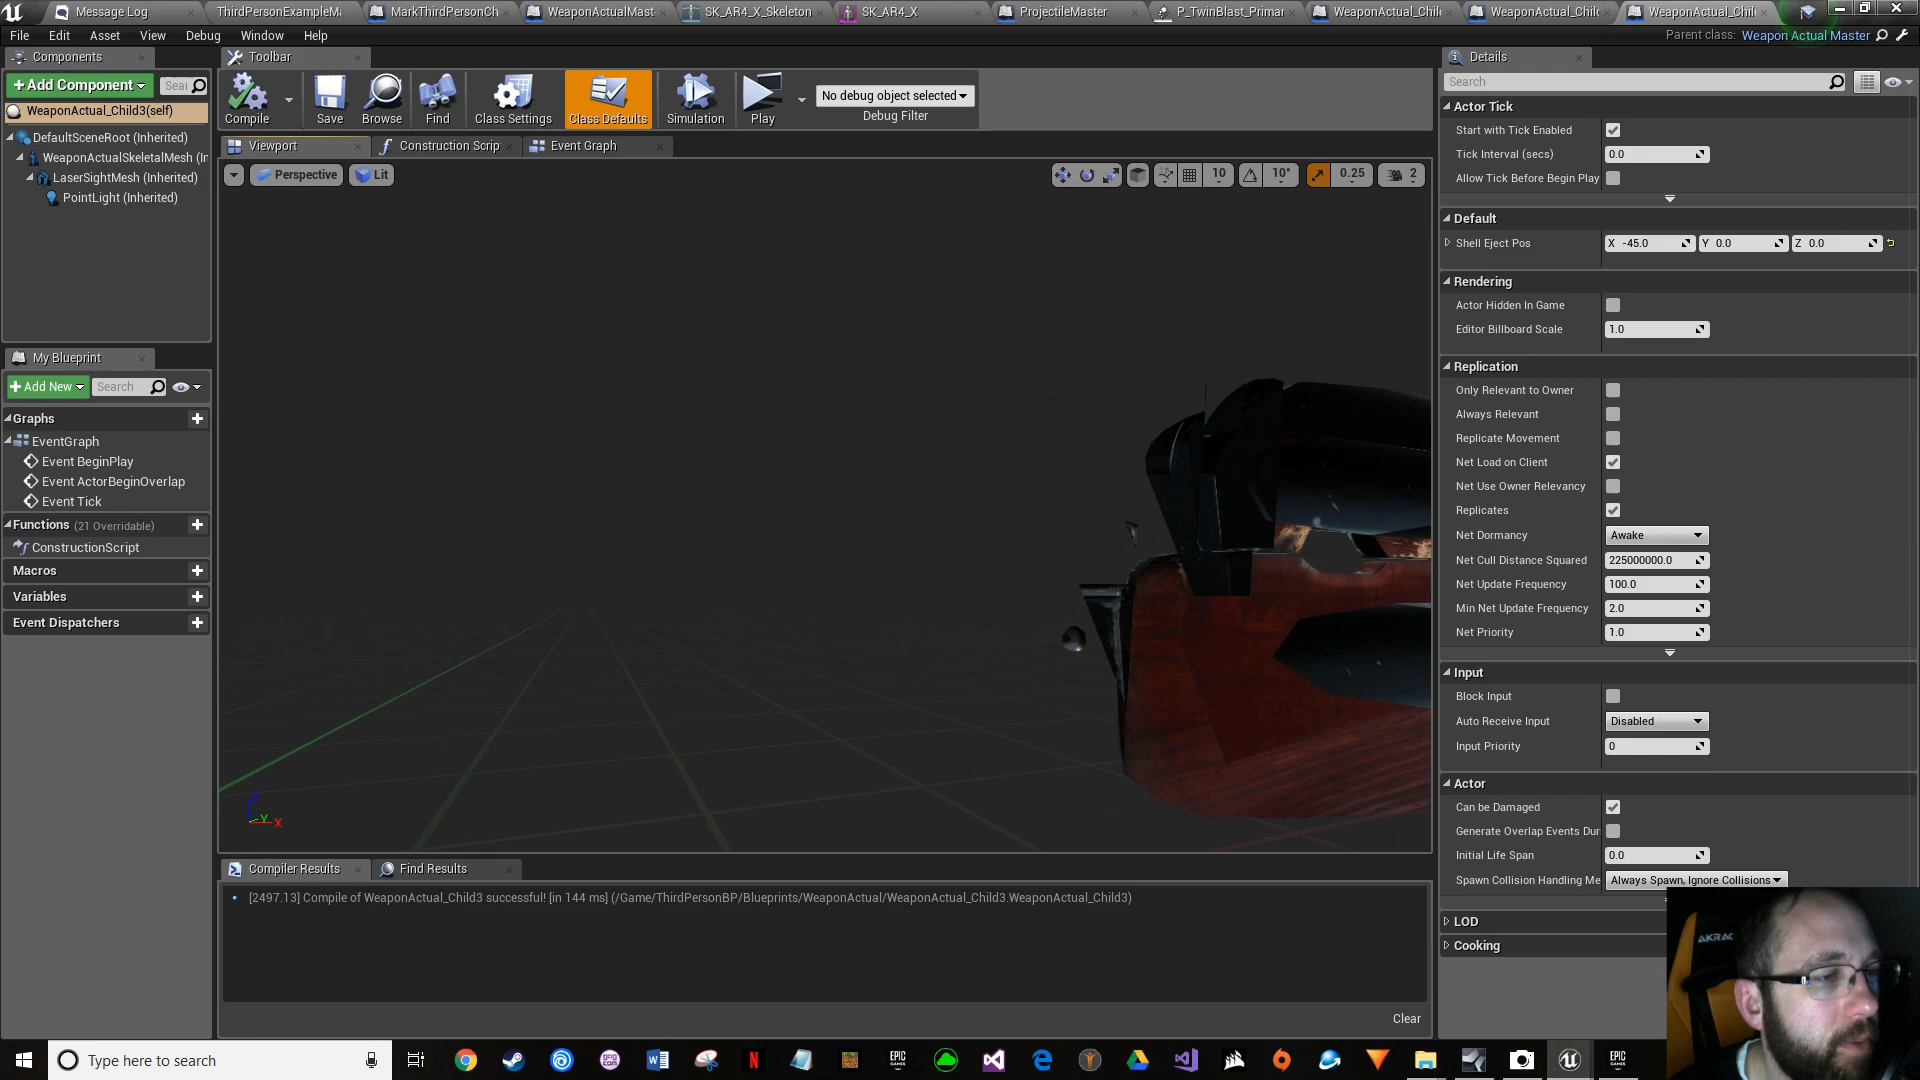 Message Log
ThirdPersonExampleMa
MarkThirdPersonCh
WeaponActualMast
SK_AR4_X_Skeleton
SK_AR4_X
ProjectileMaster
P_TwinBlast_Primar
WeaponActual_Chil
WeaponActual_Chil
WeaponActual_Chil
File Edit Asset View Debug Window Help
Parent class: Weapon Actual Master
Components
+Add Component
Sea
WeaponActual_Child3(self)
DefaultSceneRoot (Inherited)
WeaponActualSkeletalMesh (In
LaserSightMesh (Inherited)
PointLight (Inherited)
My Blueprint
+Add New
Search
Graphs
EventGraph
Event BeginPlay
Event ActorBeginOverlap
Event Tick
Functions (21 Overridable)
ConstructionScript
Macros
Variables
Event Dispatchers
Toolbar
Compile
Save
Browse
Find
Class Settings
Class Defaults
Simulation
Play
No debug object selected
Debug Filter
Viewport
Construction Scrip
Event Graph
Perspective
Lit
10
10°
0.25
2
Z
Y
X
Compiler Results
Find Results
[2497.13] Compile of WeaponActual_Child3 successful! [in 144 ms] (/Game/ThirdPersonBP/Blueprints/WeaponActual/WeaponActual_Child3.WeaponActual_Child3)
Clear
Details
Search
Actor Tick
Start with Tick Enabled
Tick Interval (secs) 0.0
Allow Tick Before Begin Play
Default
Shell Eject Pos X -45.0 Y 0.0 Z 0.0
Rendering
Actor Hidden In Game
Editor Billboard Scale 1.0
Replication
Only Relevant to Owner
Always Relevant
Replicate Movement
Net Load on Client
Net Use Owner Relevancy
Replicates
Net Dormancy Awake
Net Cull Distance Squared 225000000.0
Net Update Frequency 100.0
Min Net Update Frequency 2.0
Net Priority 1.0
Input
Block Input
Auto Receive Input Disabled
Input Priority 0
Actor
Can be Damaged
Generate Overlap Events Dur
Initial Life Span 0.0
Spawn Collision Handling Me Always Spawn, Ignore Collisions
LOD
Cooking
AKRAC
Type here to search
gog com
EPIC GAMES
EPIC GAMES